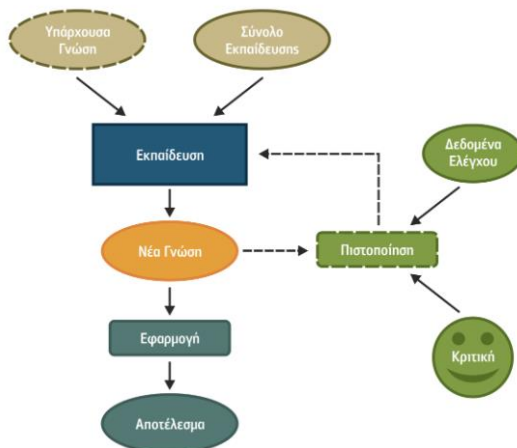 Υπάρχουσα
Γνώση
Σύνολο
Εκπαίδευσης
Εκπαίδευση
Δεδομένα
Ελέγχου
Νέα Γνώση
Πιστοποίηση
Εφαρμογή
Κριτική
Αποτέλεσμα